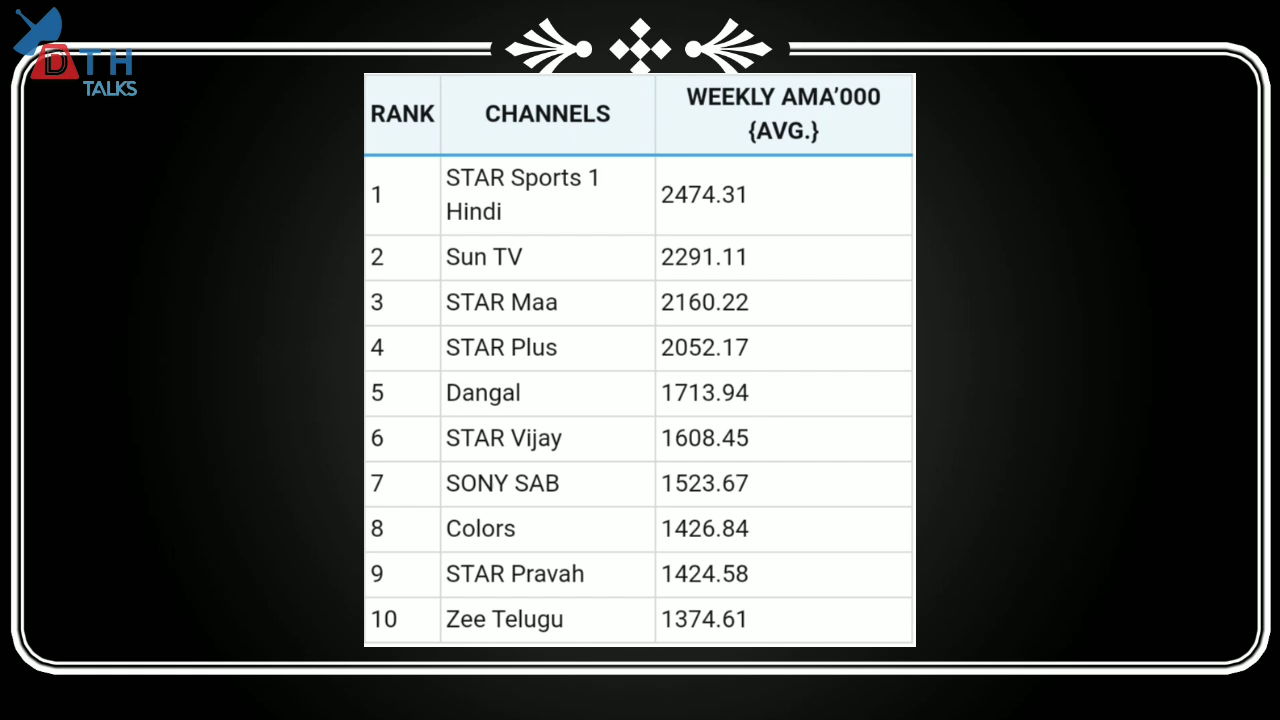 DTH
TALKS
RANK CHANNELS WEEKLY AMA’000
{AVG.}
1 STAR Sports 1
Hindi 2474.31
2 Sun TV 2291.11
3 STAR Maa 2160.22
4 STAR Plus 2052.17
5 Dangal 1713.94
6 STAR Vijay 1608.45
7 SONY SAB 1523.67
8 Colors 1426.84
9 STAR Pravah 1424.58
10 Zee Telugu 1374.61